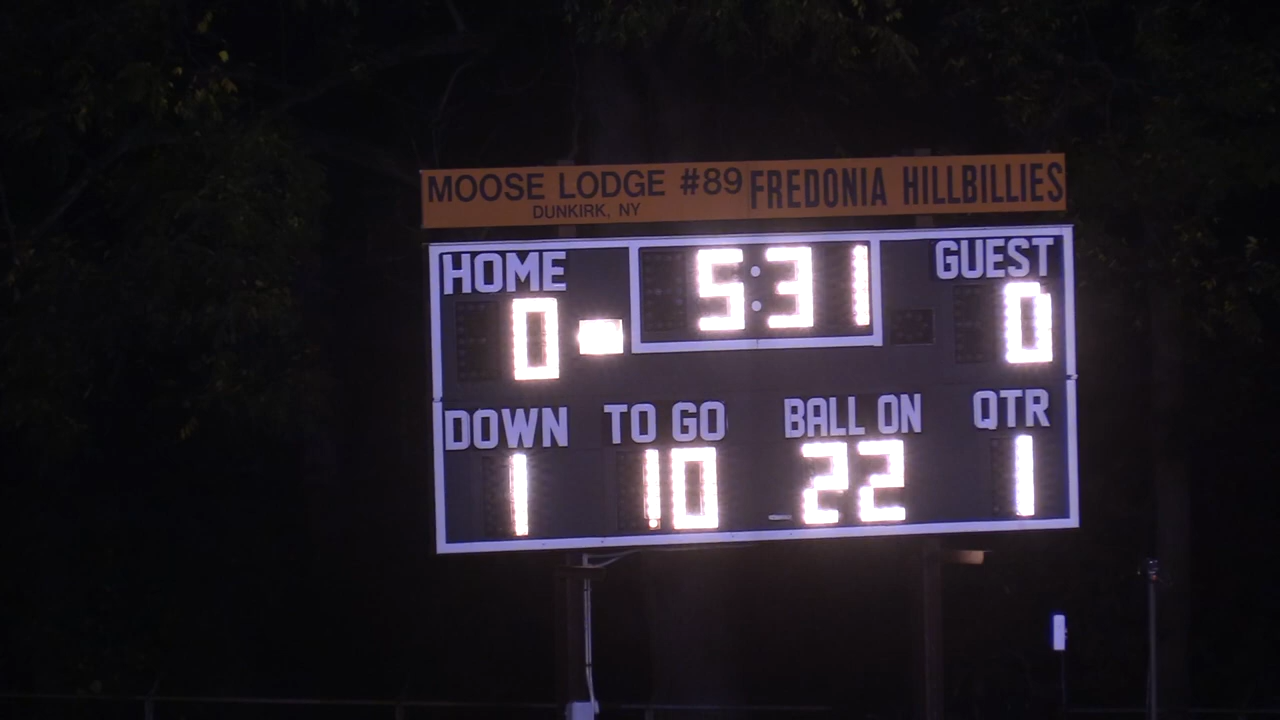 MOOSE LODGE #89 FREDONIA HILLBILLIES
DUNKIRK, NY
HOME 5:31 GUEST
0 0
DOWN TO GO BALL ON QTR
1 10 22 1